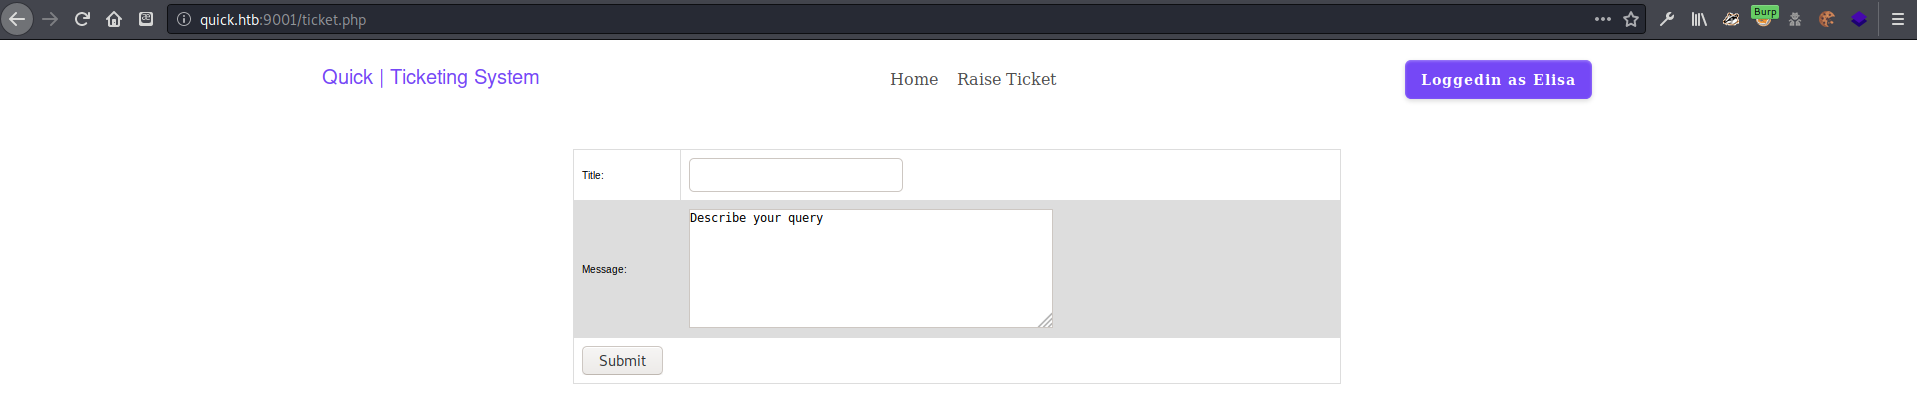 quick.htb:9001/ticket.php
Burp
Quick | Ticketing System
Home Raise Ticket
Loggedin as Elisa
Title:
Describe your query
Message:
Submit